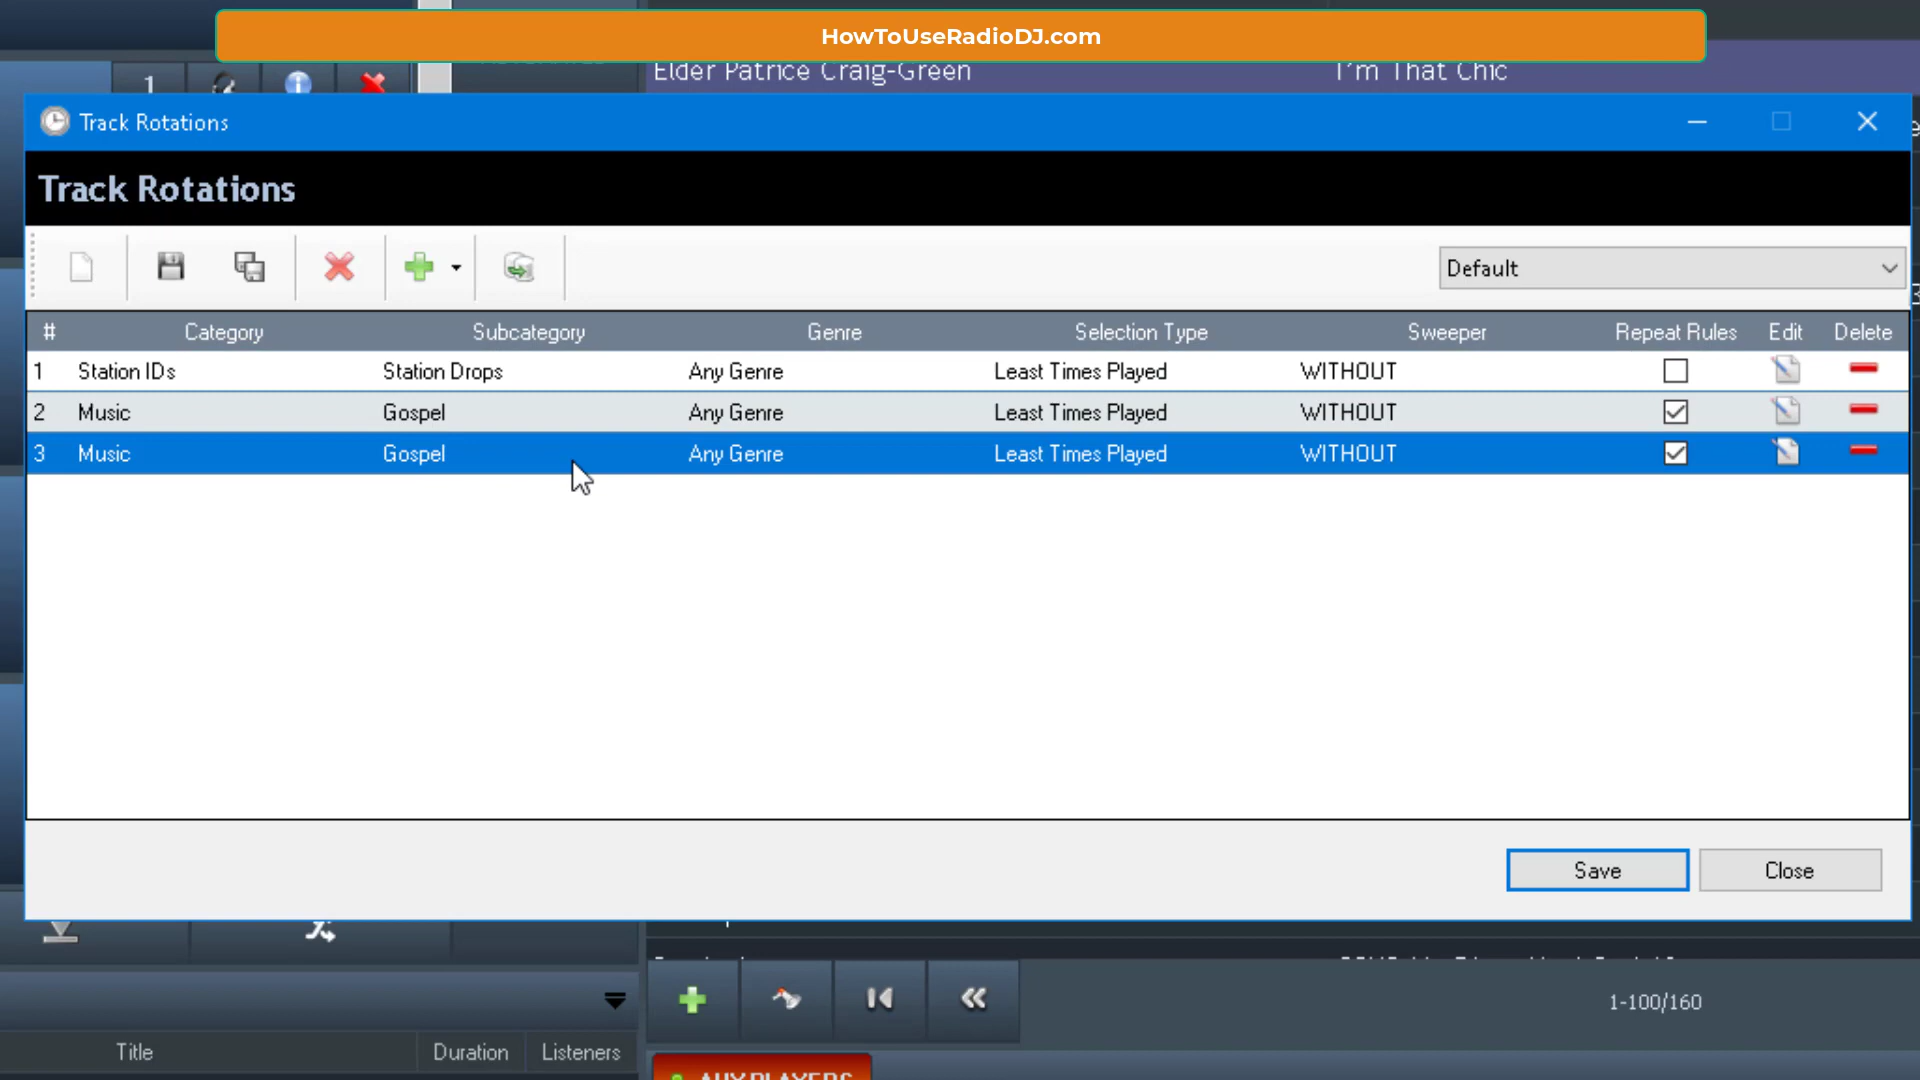 HowToUseRadioDJ.com
Elder Patrice Craig-Green I'm That Chic
1
Track Rotations
Track Rotations
Default
# Category Subcategory Genre Selection Type Sweeper Repeat Rules Edit Delete
1 Station IDs Station Drops Any Genre Least Times Played WITHOUT
2 Music Gospel Any Genre Least Times Played WITHOUT
3 Music Gospel Any Genre Least Times Played WITHOUT
Save Close
1-100/160
Title Duration Listeners
AUX PLAYERS